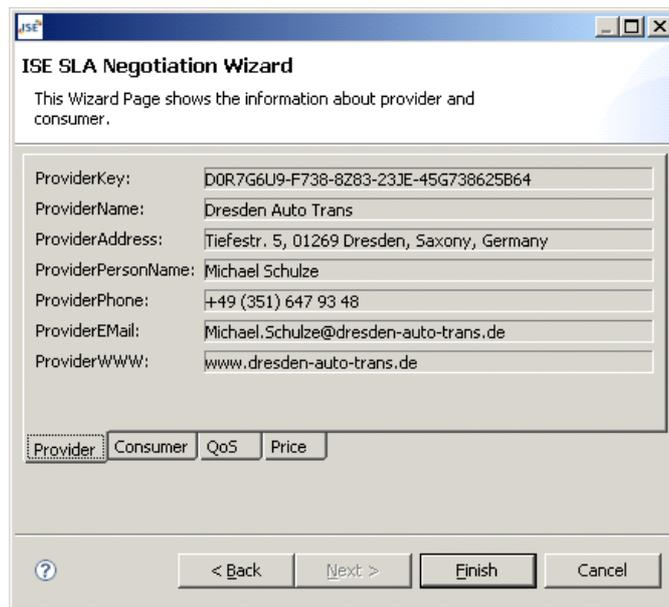 ISE
ISE SLA Negotiation Wizard
This Wizard Page shows the information about provider and
consumer.
ProviderKey: D0R7G6U9-F738-8Z83-23JE-45G738625B64
ProviderName: Dresden Auto Trans
ProviderAddress: Tiefestr. 5, 01269 Dresden, Saxony, Germany
ProviderPersonName: Michael Schulze
ProviderPhone: +49 (351) 647 93 48
ProviderEMail: Michael.Schulze@dresden-auto-trans.de
ProviderWWW: www.dresden-auto-trans.de
Provider Consumer QoS Price
? < Back Next > Finish Cancel